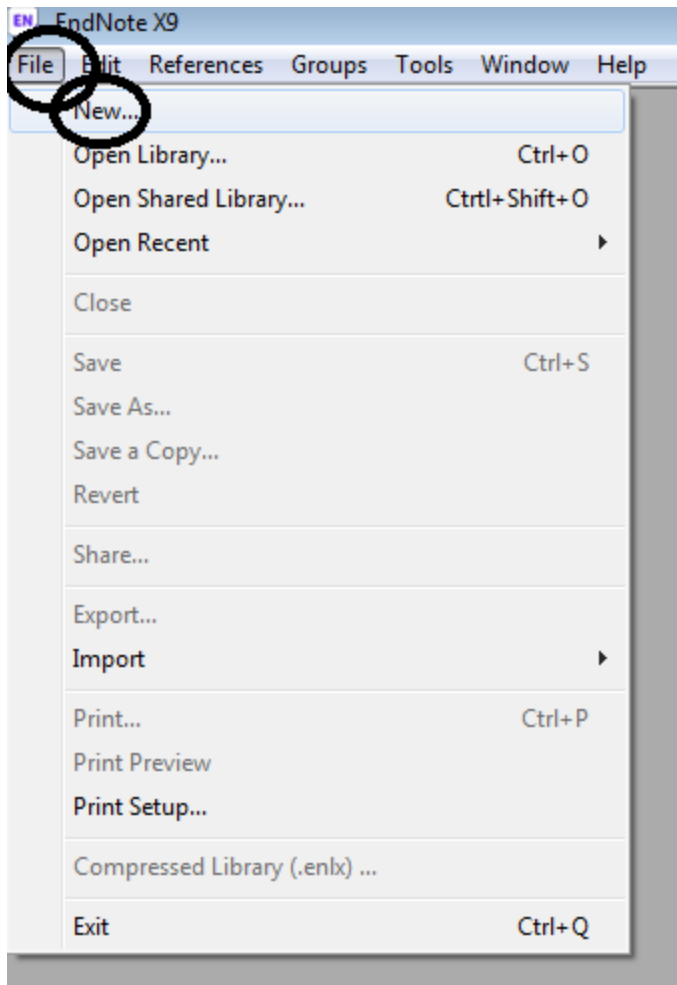 EN EndNote X9
File Edit References Groups Tools Window Help
New...
Open Library... Ctrl+O
Open Shared Library... Ctrtl+Shift+O
Open Recent
Close
Save Ctrl+S
Save As...
Save a Copy...
Revert
Share...
Export...
Import
Print... Ctrl+P
Print Preview
Print Setup...
Compressed Library (.enlx) ...
Exit Ctrl+Q